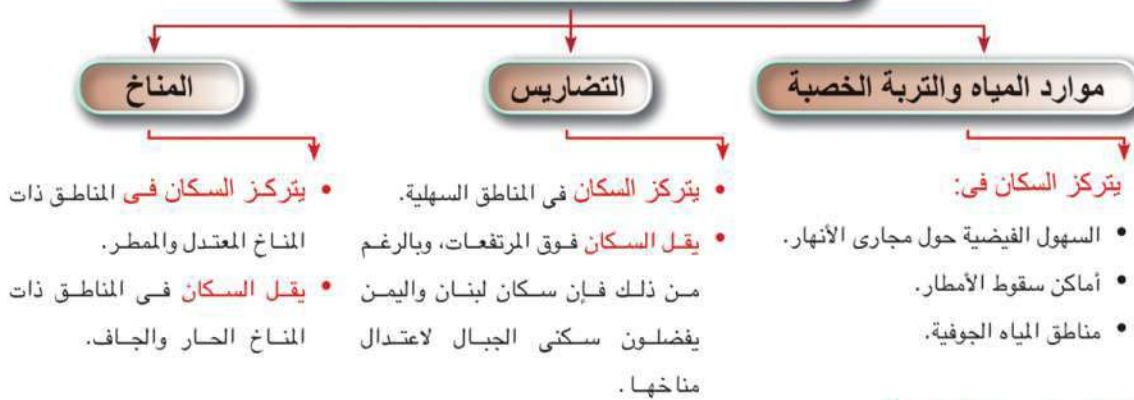 موارد المياه والتربة الخصبة
يتركز السكان فى:
• السهول الفيضية حول مجارى الأنهار.
• أماكن سقوط الأمطار.
• مناطق المياه الجوفية.
التضاريس
• يتركز السكان فى المناطق السهلية.
• يقل السكان فوق المرتفعات، وبالرغم
من ذلك فإن سكان لبنان واليمن
يفضلون سكنى الجبال لاعتدال
مناخها.
المناخ
• يتركز السكان فى المناطق ذات
المناخ المعتدل والممطر.
• يقل السكان فى المناطق ذات
المناخ الحار والجاف.